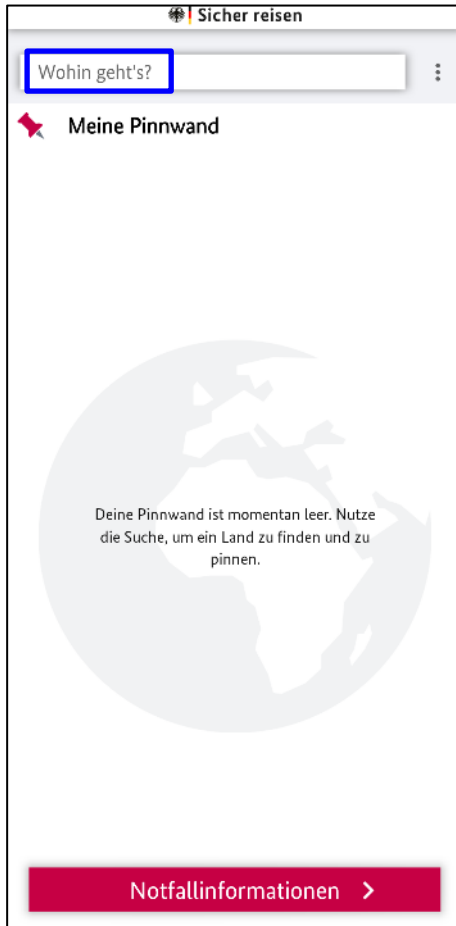 Sicher reisen
Wohin geht's?
Meine Pinnwand
Deine Pinnwand ist momentan leer. Nutze
die Suche, um ein Land zu finden und zu
pinnen.
Notfallinformationen